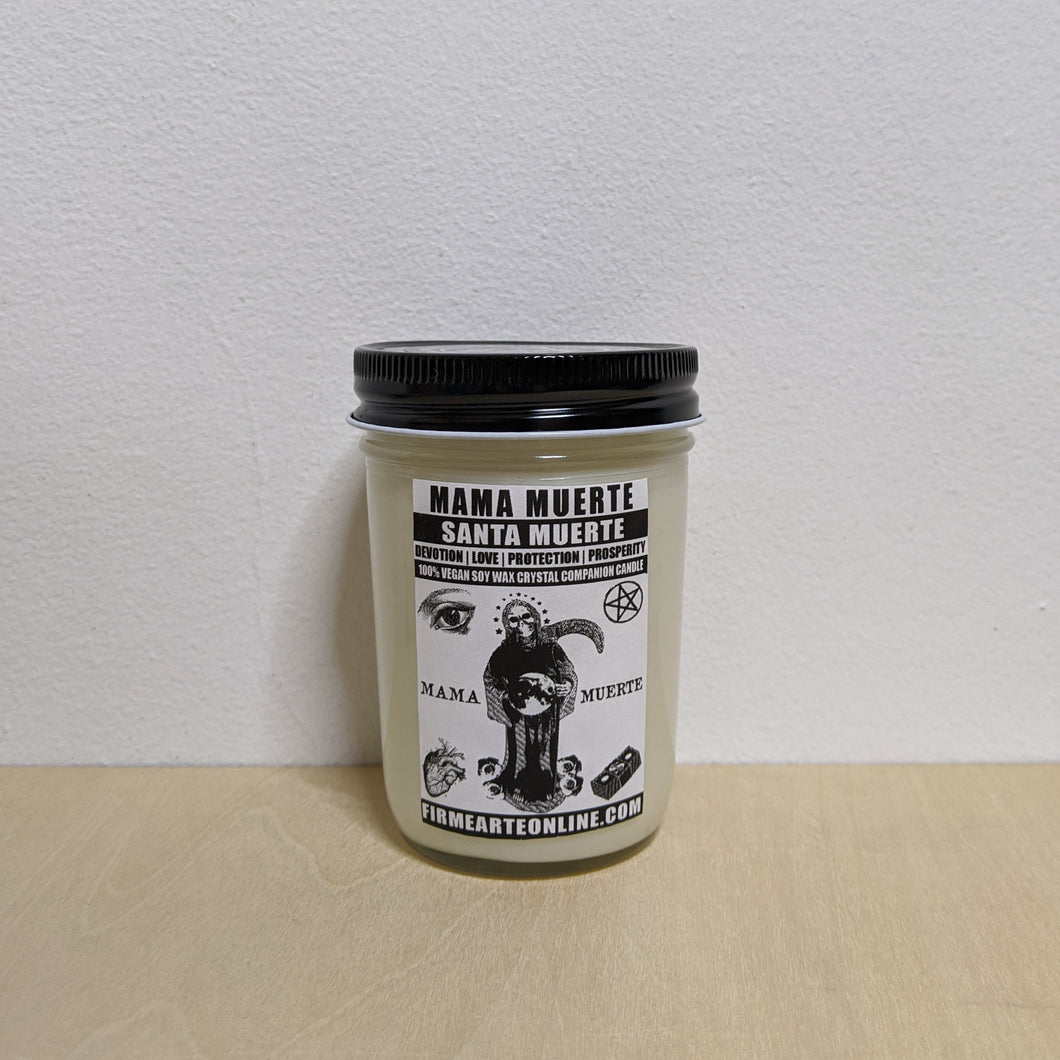 MAMA MUERTE
SANTA MUERTE
DEVOTION | LOVE | PROTECTION | PROSPERITY
100% VEGAN SOY WAX CRYSTAL COMPANION CANDLE
MAMA MUERTE
FIRMEARTEONLINE.COM